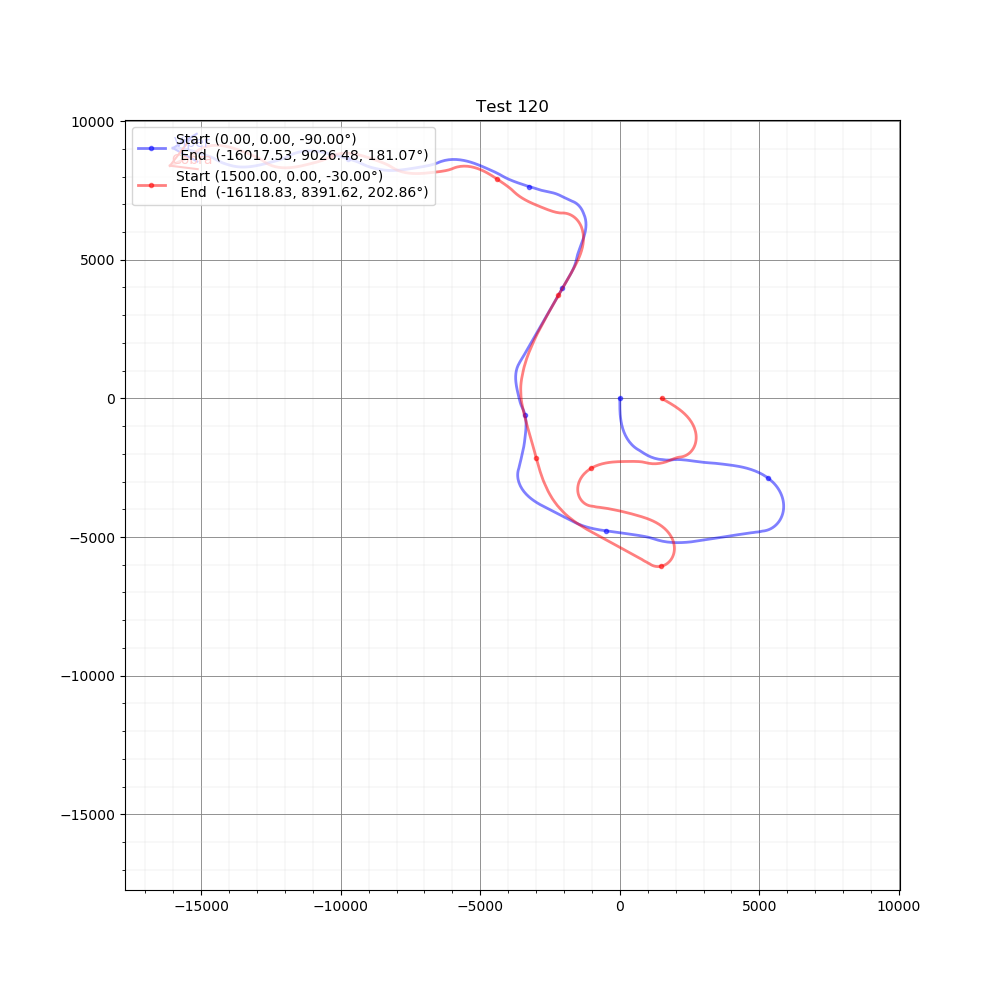 Test 120
Start (0.00, 0.00, -90.00°)
End (-16017.53, 9026.48, 181.07°)
Start (1500.00, 0.00, -30.00°)
End (-16118.83, 8391.62, 202.86°)
10000
5000
0
−5000
−10000
−15000
−15000 −10000 −5000 0 5000 10000